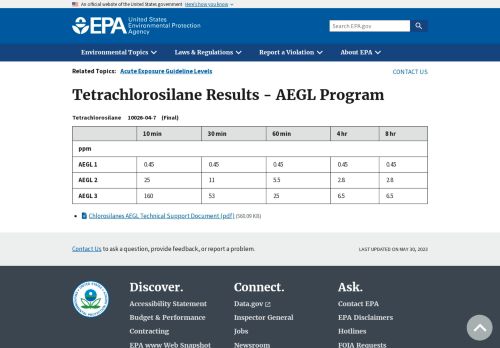 An official website of the United States government Here's how you know
EPA United States
Environmental Protection
Agency
Search EPA.gov
Environmental Topics Laws & Regulations Report a Violation About EPA
Related Topics: Acute Exposure Guideline Levels CONTACT US
Tetrachlorosilane Results - AEGL Program
Tetrachlorosilane 10026-04-7 (Final)
10 min 30 min 60 min 4 hr 8 hr
ppm
AEGL 1 0.45 0.45 0.45 0.45 0.45
AEGL 2 25 11 5.5 2.8 2.8
AEGL 3 160 53 25 6.5 6.5
Chlorosilanes AEGL Technical Support Document (pdf) (560.09 KB)
Contact Us to ask a question, provide feedback, or report a problem. LAST UPDATED ON MAY 30, 2023
Discover. Connect. Ask.
Accessibility Statement Data.gov Contact EPA
Budget & Performance Inspector General EPA Disclaimers
Contracting Jobs Hotlines
EPA www Web Snapshot Newsroom FOIA Requests